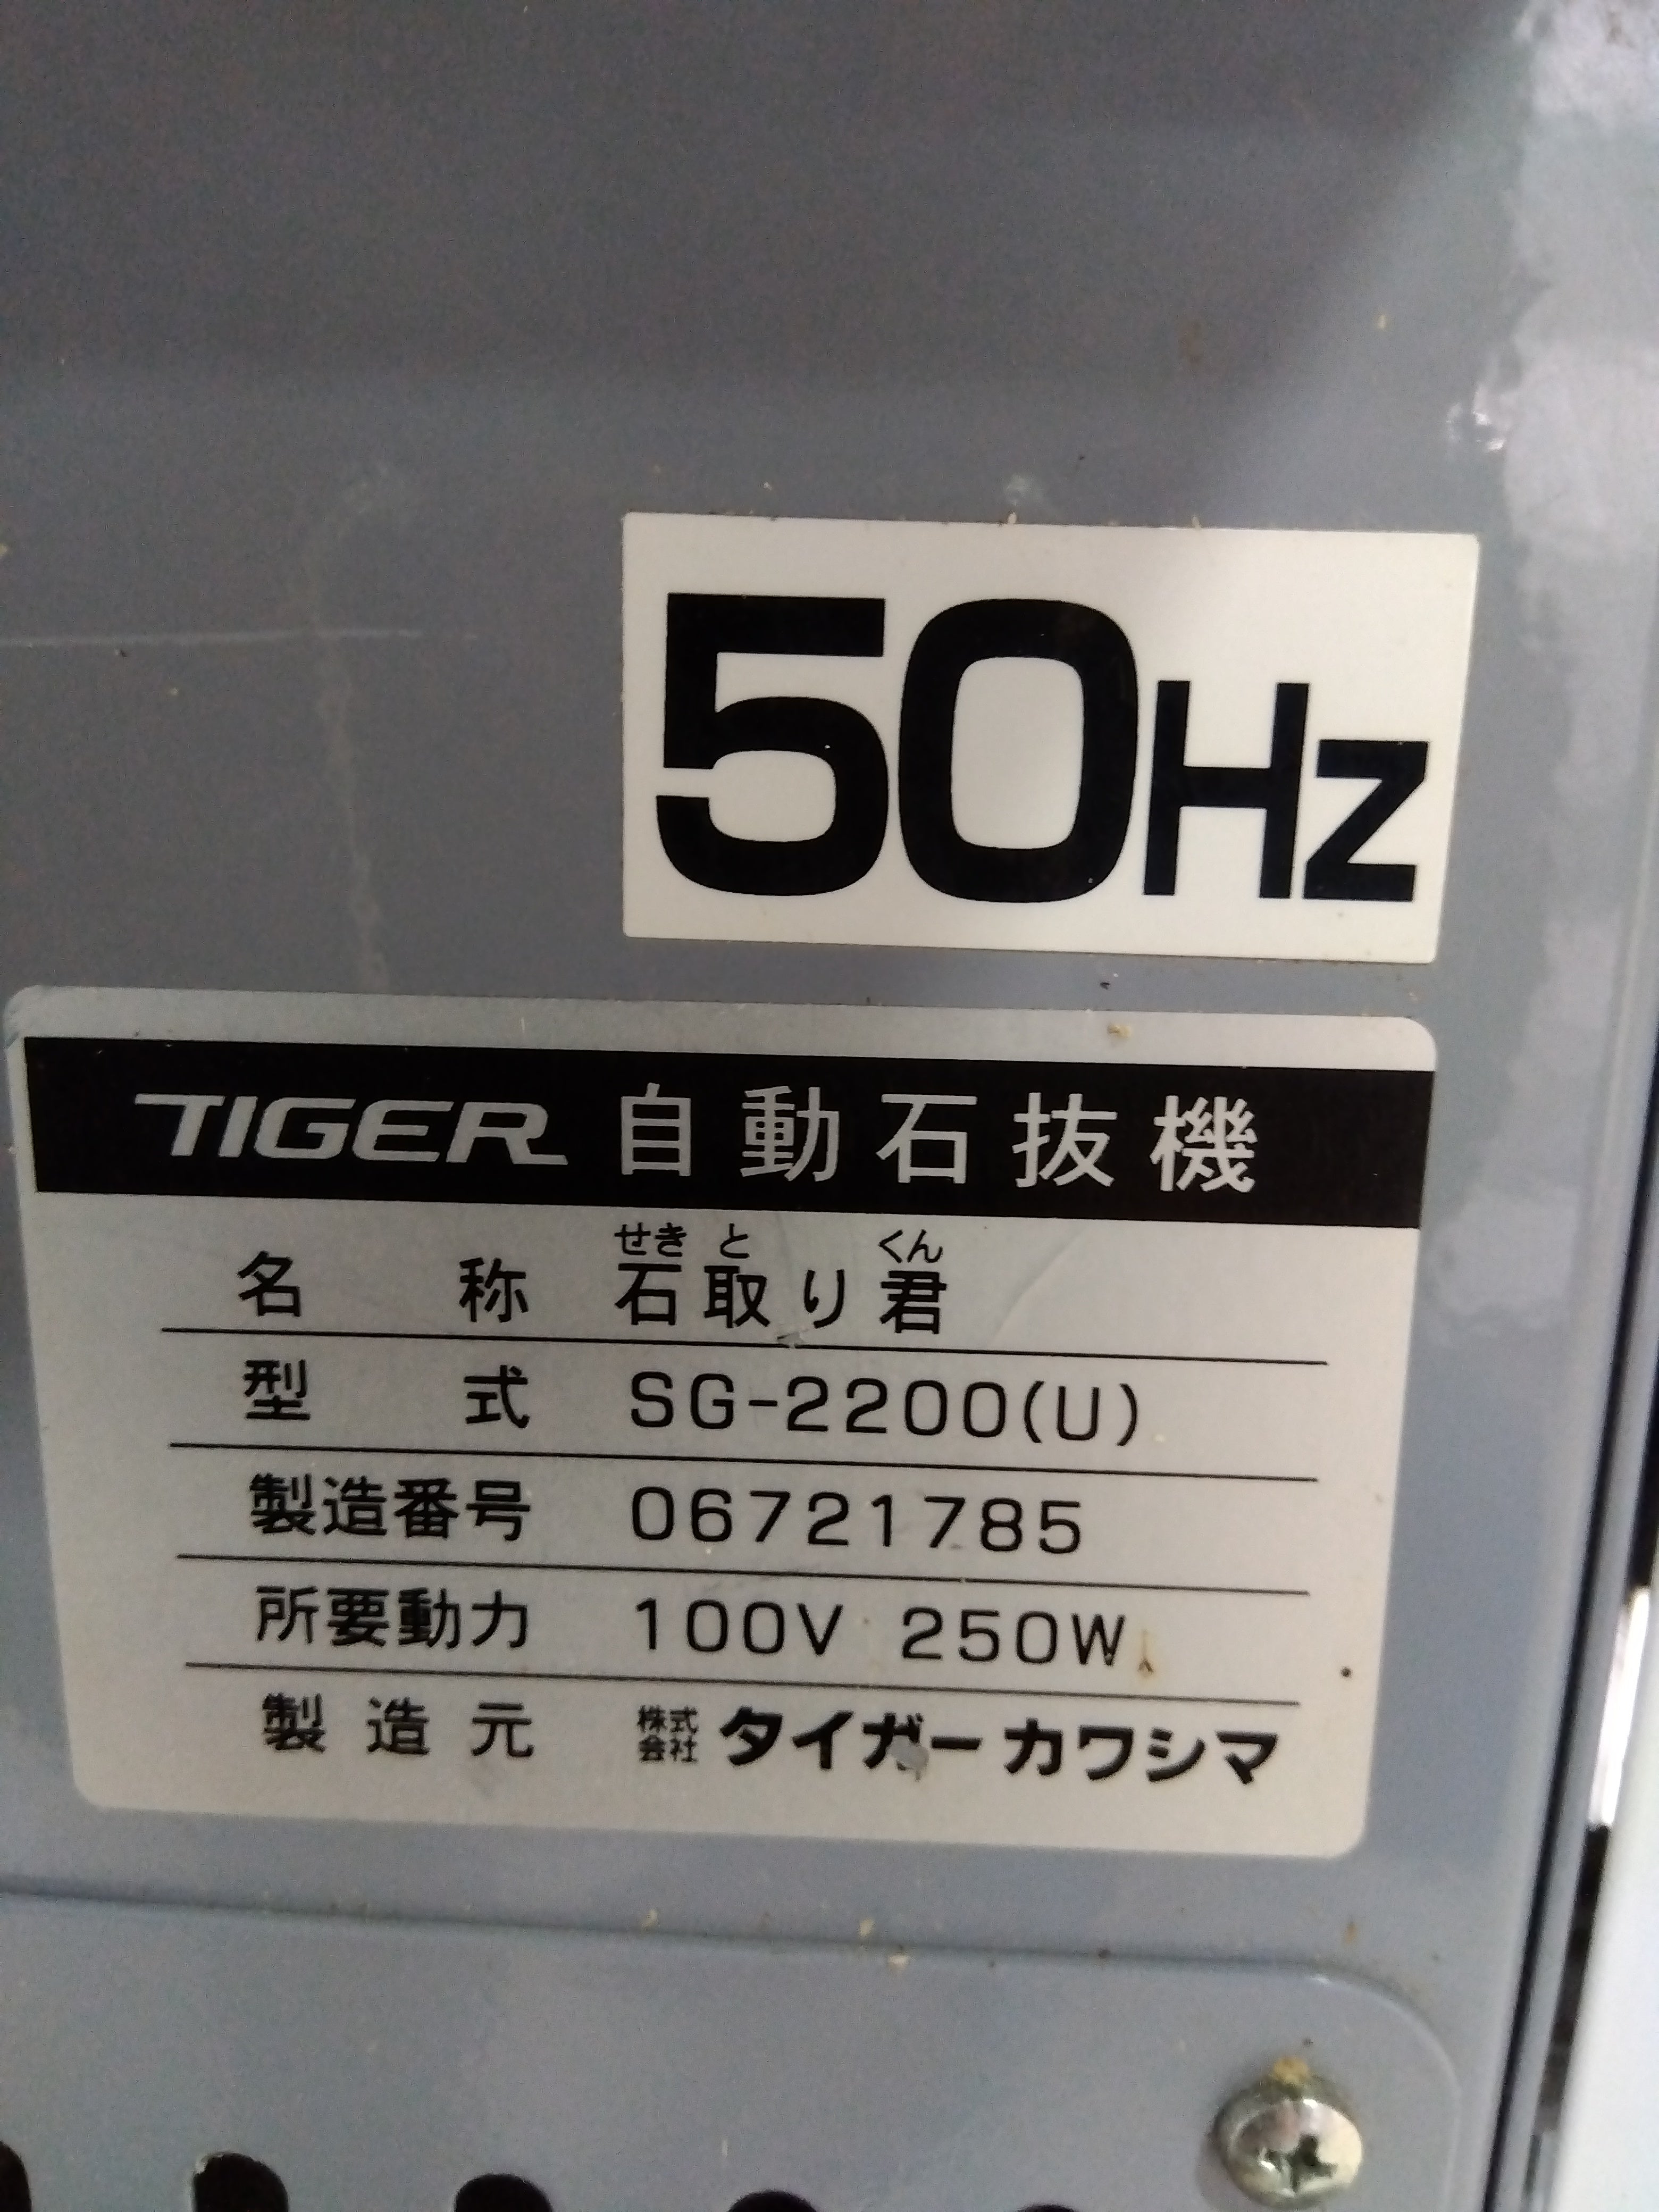 50Hz
TIGER 自動石抜機
せき と くん
名称 石取り君
型式 SG-2200(U)
製造番号 06721785
所要動力 100V 250W
製造元 株式会社 タイガーカワシマ